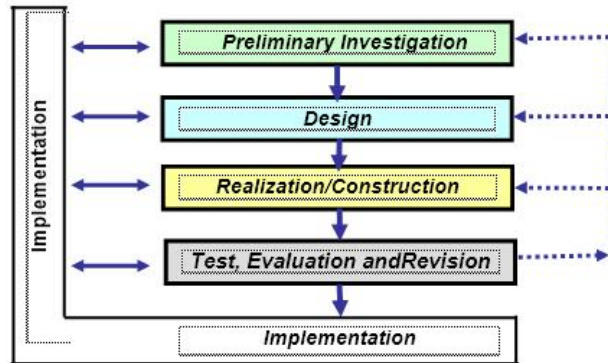 Preliminary Investigation
Design
Realization/Construction
Test, Evaluation andRevision
Implementation
Implementation